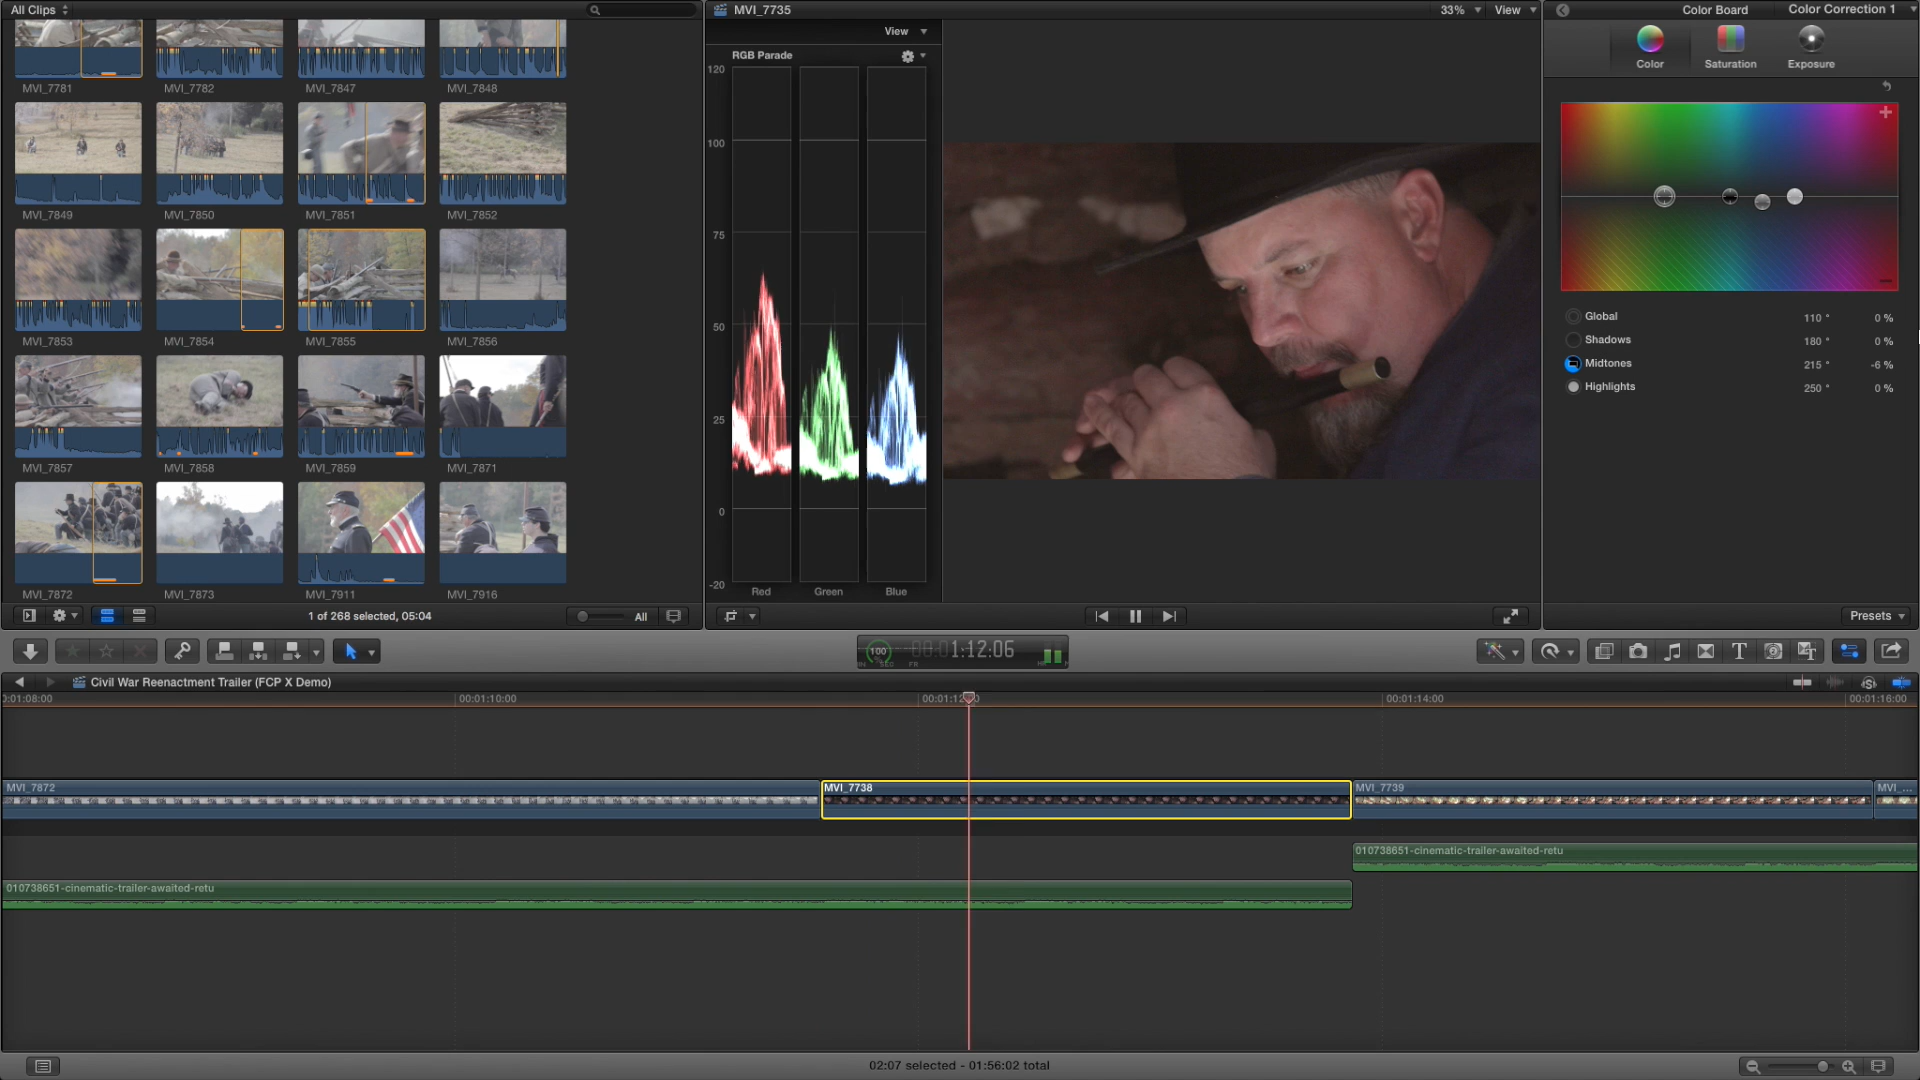 All Clips
MVI_7735
33%
View
Color Board
Color Correction 1
View
RGB Parade
Color
Saturation
Exposure
120
100
75
50
25
0
-20
Red
Green
Blue
MVI_7781
MVI_7782
MVI_7847
MVI_7848
MVI_7849
MVI_7850
MVI_7851
MVI_7852
MVI_7853
MVI_7854
MVI_7855
MVI_7856
MVI_7857
MVI_7858
MVI_7859
MVI_7871
MVI_7872
MVI_7873
MVI_7911
MVI_7916
Global 110 ° 0 %
Shadows 180 ° 0 %
Midtones 215 ° -6 %
Highlights 250 ° 0 %
1 of 268 selected, 05:04
All
Presets
100
1:12:06
Civil War Reenactment Trailer (FCP X Demo)
0:01:08:00
00:01:10:00
00:01:12
00:01:14:00
00:01:16:00
MVI_7872
MVI_7738
MVI_7739
MVI_...
010738651-cinematic-trailer-awaited-retu
010738651-cinematic-trailer-awaited-retu
02:07 selected - 01:56:02 total